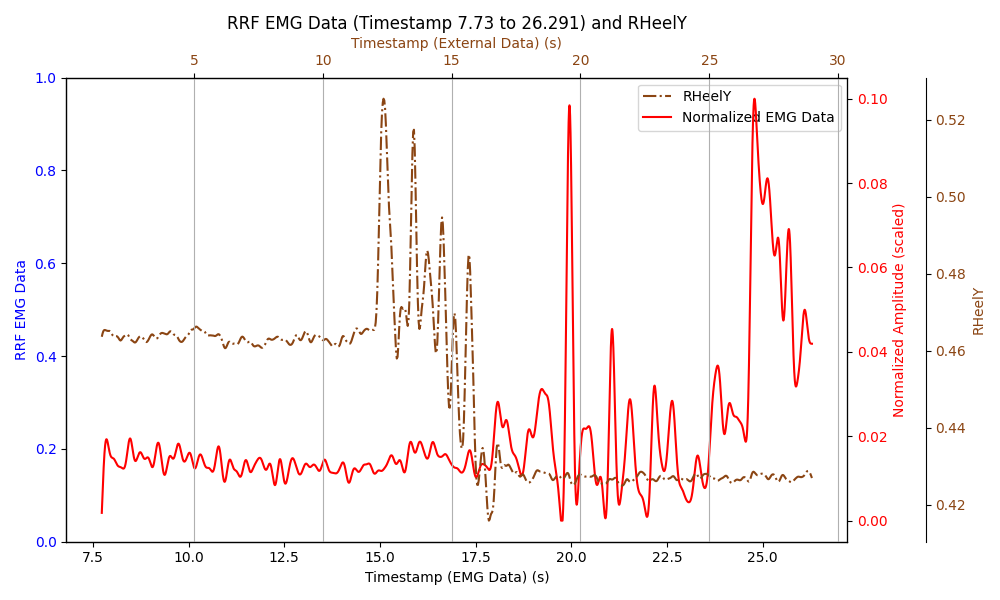 RRF EMG Data (Timestamp 7.73 to 26.291) and RHeelY
Timestamp (External Data) (s)
5 10 15 20 25 30
1.0
0.8
0.6
0.4
0.2
0.0
RRF EMG Data
RHeelY
Normalized EMG Data
0.10
0.08
0.06
0.04
0.02
0.00
Normalized Amplitude (scaled)
0.52
0.50
0.48
0.46
0.44
0.42
RHeelY
7.5 10.0 12.5 15.0 17.5 20.0 22.5 25.0
Timestamp (EMG Data) (s)